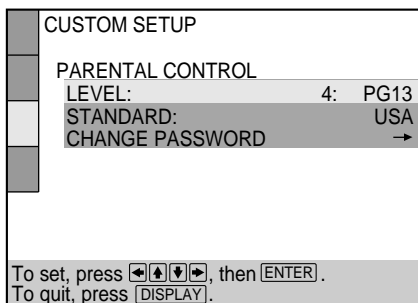 CUSTOM SETUP
PARENTAL CONTROL
LEVEL: 4: PG13
STANDARD: USA
CHANGE PASSWORD →
To set, press ←↑↓→, then ENTER.
To quit, press DISPLAY.